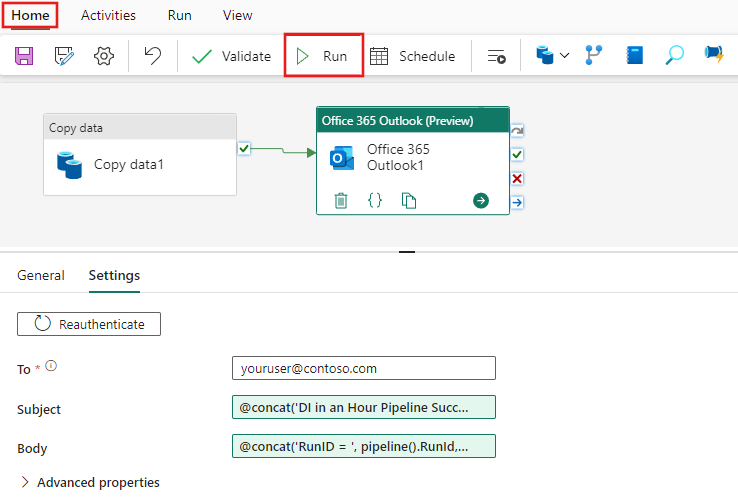 Home Activities Run View
Validate Run Schedule
Copy data
Copy data1
Office 365 Outlook (Preview)
Office 365
Outlook1
General Settings
Reauthenticate
To * youruser@contoso.com
Subject @concat('DI in an Hour Pipeline Succ...
Body @concat('RunID = ', pipeline().RunId,...
Advanced properties